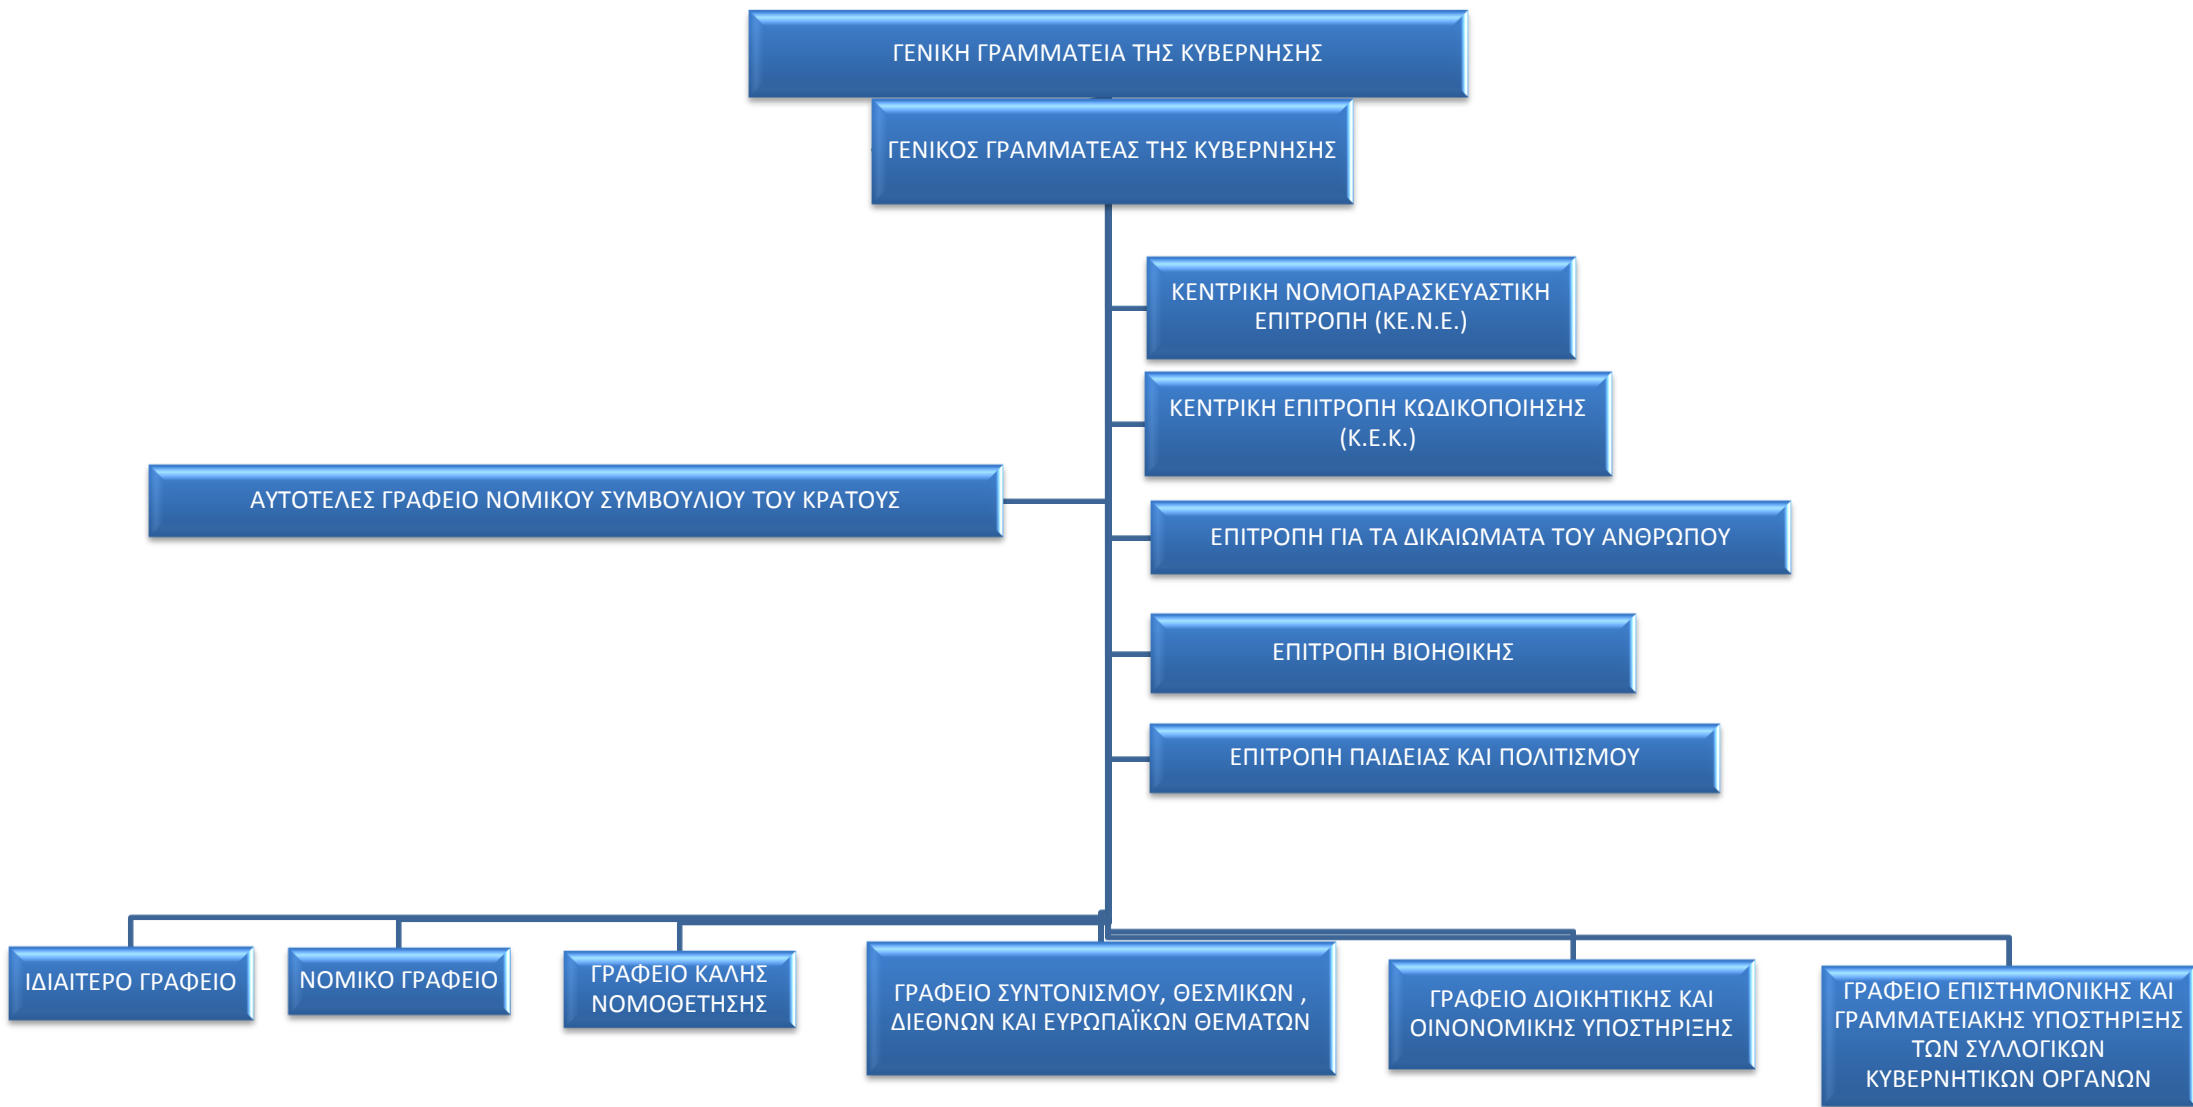 ΓΕΝΙΚΗ ΓΡΑΜΜΑΤΕΙΑ ΤΗΣ ΚΥΒΕΡΝΗΣΗΣ
ΓΕΝΙΚΟΣ ΓΡΑΜΜΑΤΕΑΣ ΤΗΣ ΚΥΒΕΡΝΗΣΗΣ
ΚΕΝΤΡΙΚΗ ΝΟΜΟΠΑΡΑΣΚΕΥΑΣΤΙΚΗ
ΕΠΙΤΡΟΠΗ (ΚΕ.Ν.Ε.)
ΚΕΝΤΡΙΚΗ ΕΠΙΤΡΟΠΗ ΚΩΔΙΚΟΠΟΙΗΣΗΣ
(Κ.Ε.Κ.)
ΑΥΤΟΤΕΛΕΣ ΓΡΑΦΕΙΟ ΝΟΜΙΚΟΥ ΣΥΜΒΟΥΛΙΟΥ ΤΟΥ ΚΡΑΤΟΥΣ
ΕΠΙΤΡΟΠΗ ΓΙΑ ΤΑ ΔΙΚΑΙΩΜΑΤΑ ΤΟΥ ΑΝΘΡΩΠΟΥ
ΕΠΙΤΡΟΠΗ ΒΙΟΗΘΙΚΗΣ
ΕΠΙΤΡΟΠΗ ΠΑΙΔΕΙΑΣ ΚΑΙ ΠΟΛΙΤΙΣΜΟΥ
ΙΔΙΑΙΤΕΡΟ ΓΡΑΦΕΙΟ
ΝΟΜΙΚΟ ΓΡΑΦΕΙΟ
ΓΡΑΦΕΙΟ ΚΑΛΗΣ
ΝΟΜΟΘΕΤΗΣΗΣ
ΓΡΑΦΕΙΟ ΣΥΝΤΟΝΙΣΜΟΥ, ΘΕΣΜΙΚΩΝ ,
ΔΙΕΘΝΩΝ ΚΑΙ ΕΥΡΩΠΑΪΚΩΝ ΘΕΜΑΤΩΝ
ΓΡΑΦΕΙΟ ΔΙΟΙΚΗΤΙΚΗΣ ΚΑΙ
ΟΙΝΟΝΟΜΙΚΗΣ ΥΠΟΣΤΗΡΙΞΗΣ
ΓΡΑΦΕΙΟ ΕΠΙΣΤΗΜΟΝΙΚΗΣ ΚΑΙ
ΓΡΑΜΜΑΤΕΙΑΚΗΣ ΥΠΟΣΤΗΡΙΞΗΣ
ΤΩΝ ΣΥΛΛΟΓΙΚΩΝ
ΚΥΒΕΡΝΗΤΙΚΩΝ ΟΡΓΑΝΩΝ